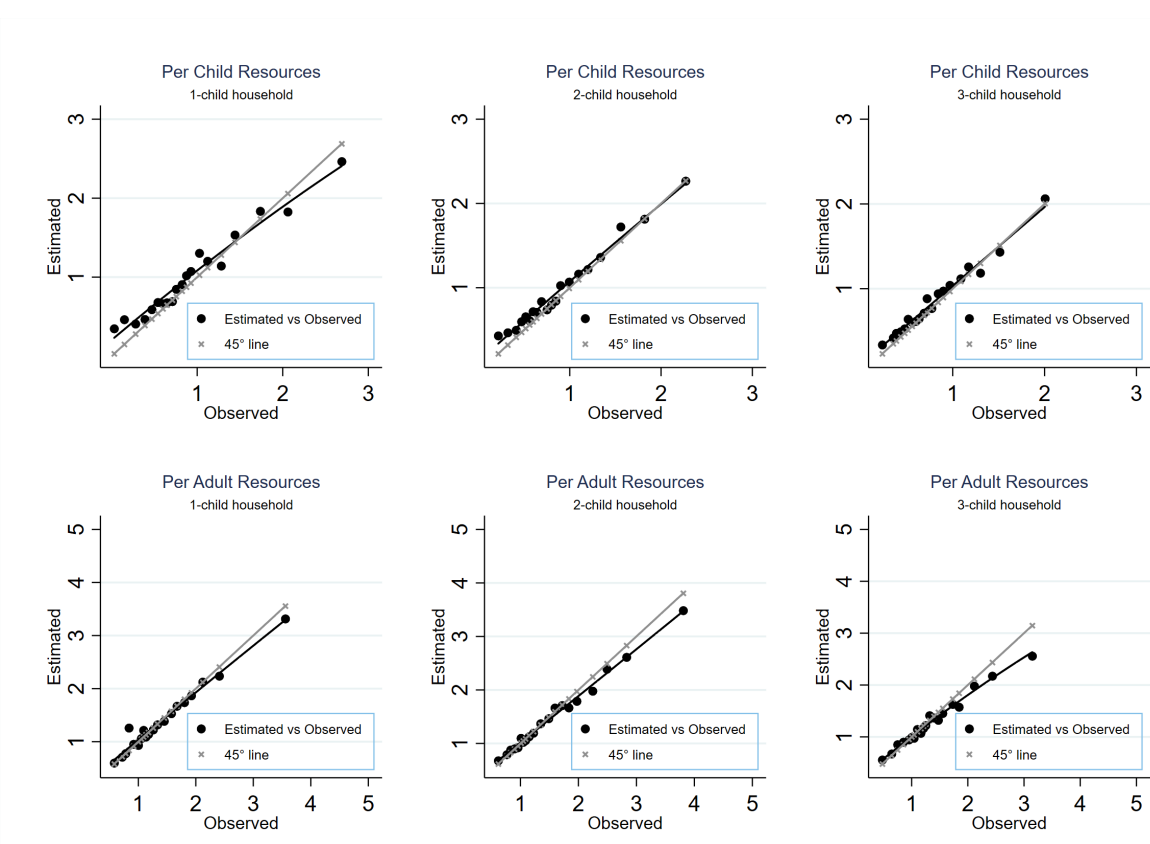 Per Child Resources
1-child household
3
2
1
Estimated
Estimated vs Observed
45° line
1 2 3
Observed
Per Child Resources
2-child household
3
2
1
Estimated
Estimated vs Observed
45° line
1 2 3
Observed
Per Child Resources
3-child household
3
2
1
Estimated
Estimated vs Observed
45° line
1 2 3
Observed
Per Adult Resources
1-child household
5
4
3
2
1
Estimated
Estimated vs Observed
45° line
1 2 3 4 5
Observed
Per Adult Resources
2-child household
5
4
3
2
1
Estimated
Estimated vs Observed
45° line
1 2 3 4 5
Observed
Per Adult Resources
3-child household
5
4
3
2
1
Estimated
Estimated vs Observed
45° line
1 2 3 4 5
Observed